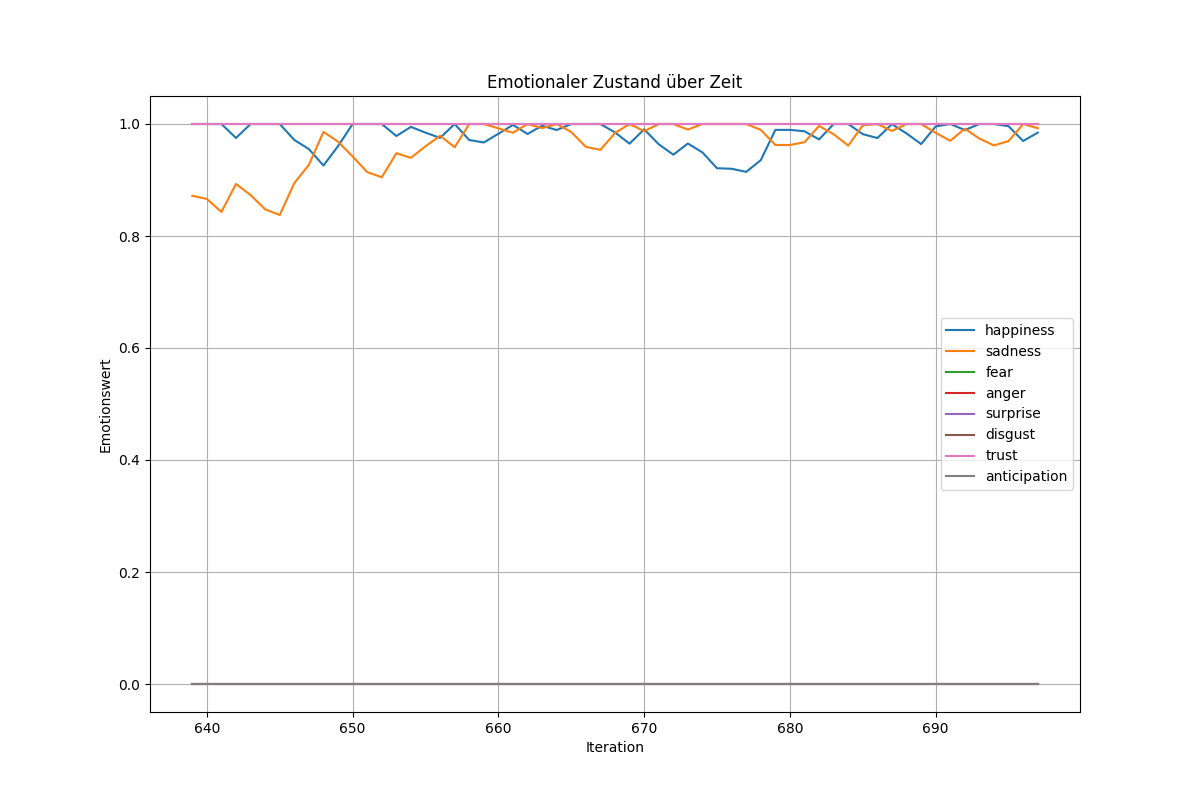 Emotionaler Zustand über Zeit
Emotionswert
1.0
0.8
0.6
0.4
0.2
0.0
happiness
sadness
fear
anger
surprise
disgust
trust
anticipation
640 650 660 670 680 690
Iteration